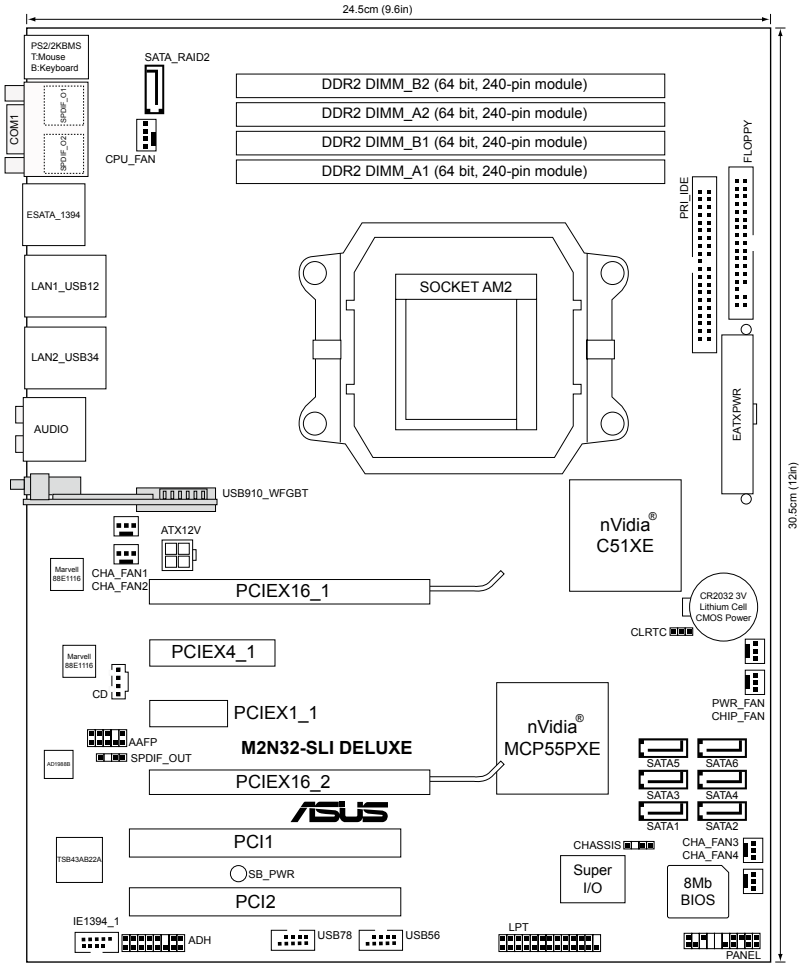 24.5cm (9.6in)
PS2/2KBMS
T:Mouse
B:Keyboard
SATA_RAID2
DDR2 DIMM_B2 (64 bit, 240-pin module)
SPDIF_O1
COM1
DDR2 DIMM_A2 (64 bit, 240-pin module)
SPDIF_O2
DDR2 DIMM_B1 (64 bit, 240-pin module)
CPU_FAN
DDR2 DIMM_A1 (64 bit, 240-pin module)
FLOPPY
PRI_IDE
ESATA_1394
SOCKET AM2
LAN1_USB12
LAN2_USB34
EATXPWR
AUDIO
30.5cm (12in)
USB910_WFGBT
nVidia®
C51XE
ATX12V
Marvell
88E1116
CHA_FAN1
CHA_FAN2
PCIEX16_1
CR2032 3V
Lithium Cell
CMOS Power
CLRTC
Marvell
88E1116
PCIEX4_1
CD
PWR_FAN
CHIP_FAN
PCIEX1_1
nVidia®
MCP55PXE
AAFP
M2N32-SLI DELUXE
SPDIF_OUT
AD1988B
SATA5
SATA6
PCIEX16_2
SATA3
SATA4
ASUS
SATA1
SATA2
PCI1
CHASSIS
CHA_FAN3
CHA_FAN4
TSB43AB22A
SB_PWR
Super
I/O
8Mb
BIOS
PCI2
IE1394_1
ADH
USB78
USB56
LPT
PANEL